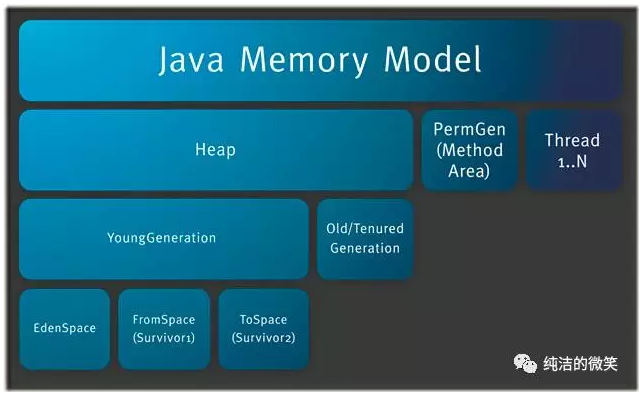 Java Memory Model
Heap
PermGen
(Method
Area)
Thread
1..N
YoungGeneration
Old/Tenured
Generation
EdenSpace
FromSpace
(Survivor1)
ToSpace
(Survivor2)
纯洁的微笑